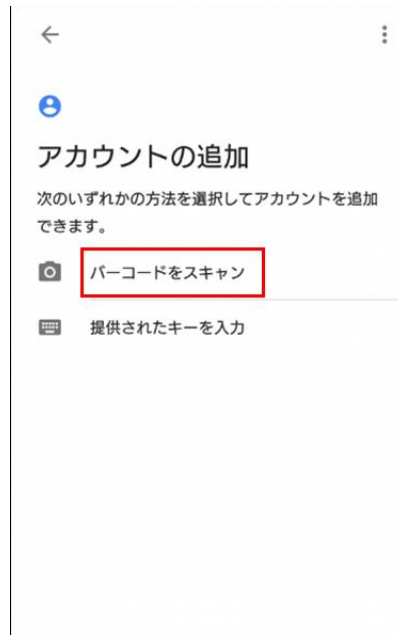 アカウントの追加
次のいずれかの方法を選択してアカウントを追加
できます。
バーコードをスキャン
提供されたキーを入力